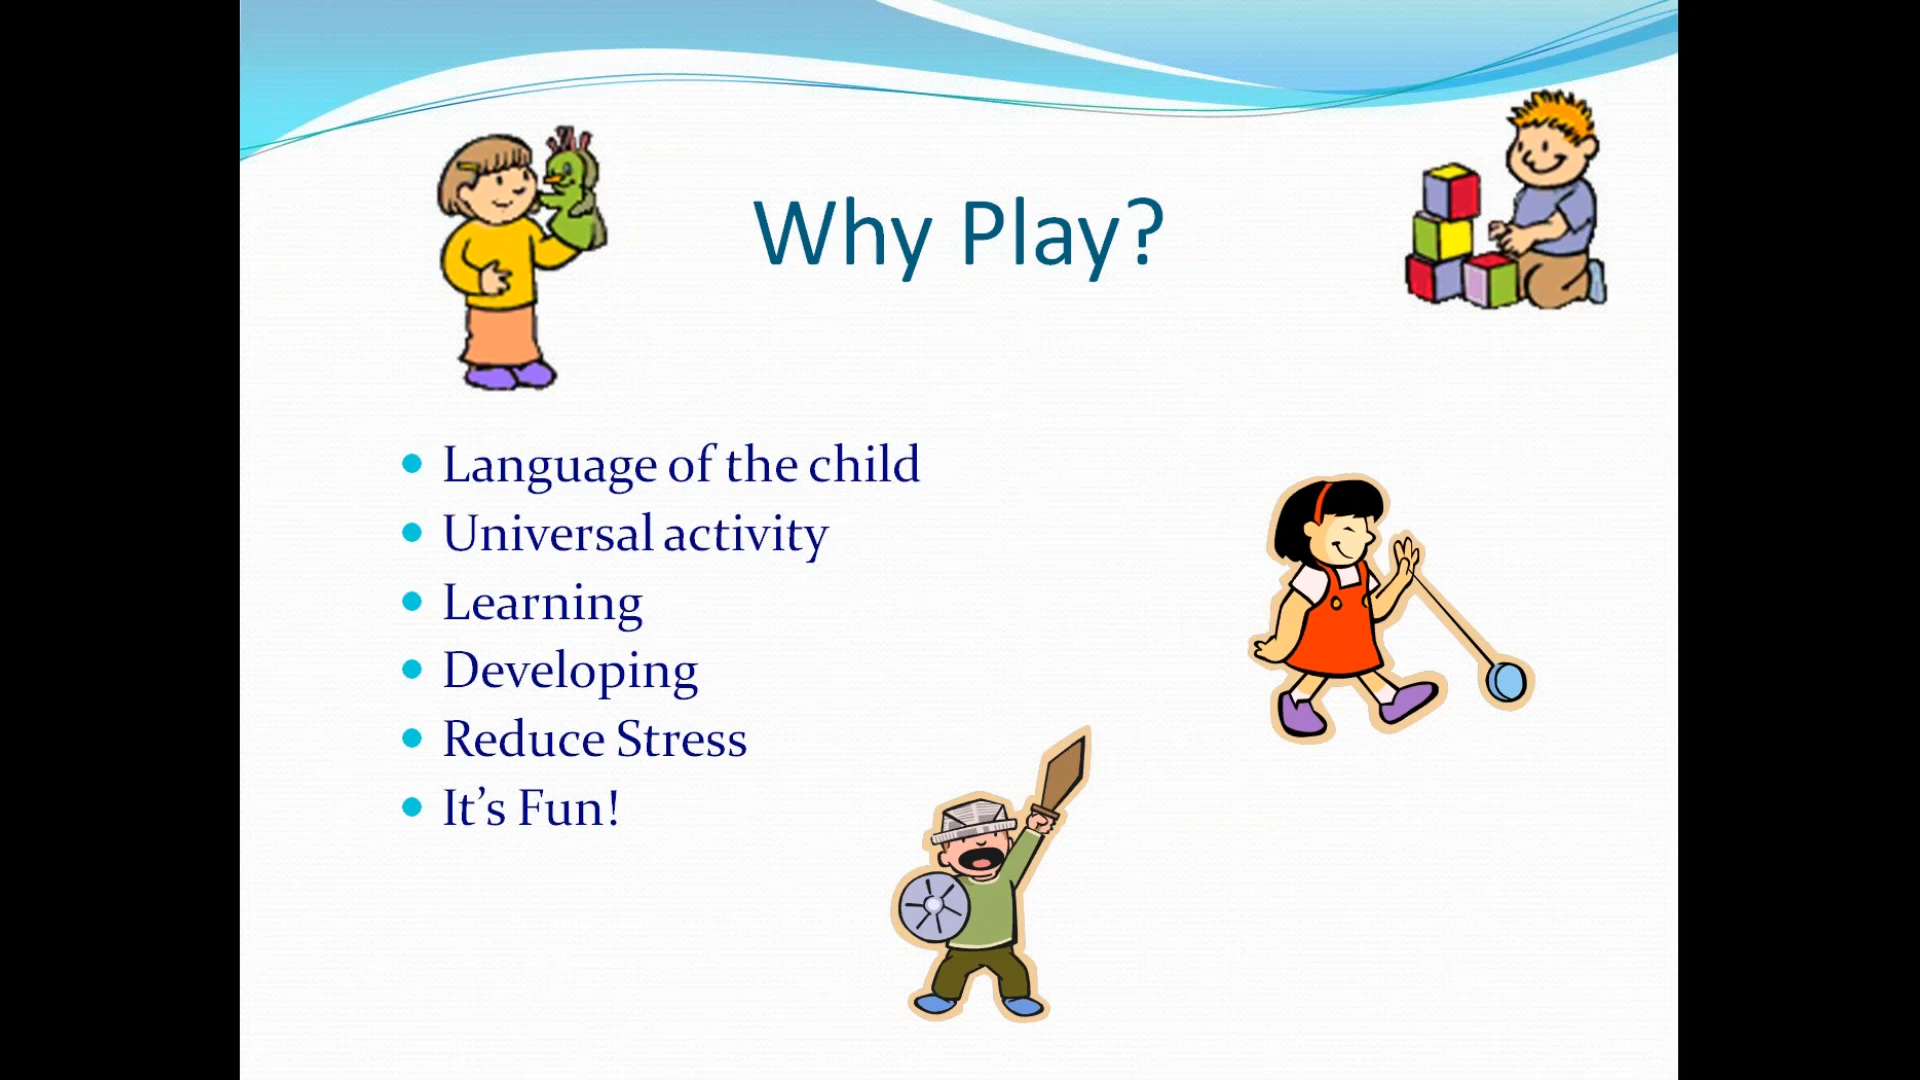 Why Play?
Language of the child
Universal activity
Learning
Developing
Reduce Stress
It’s Fun!